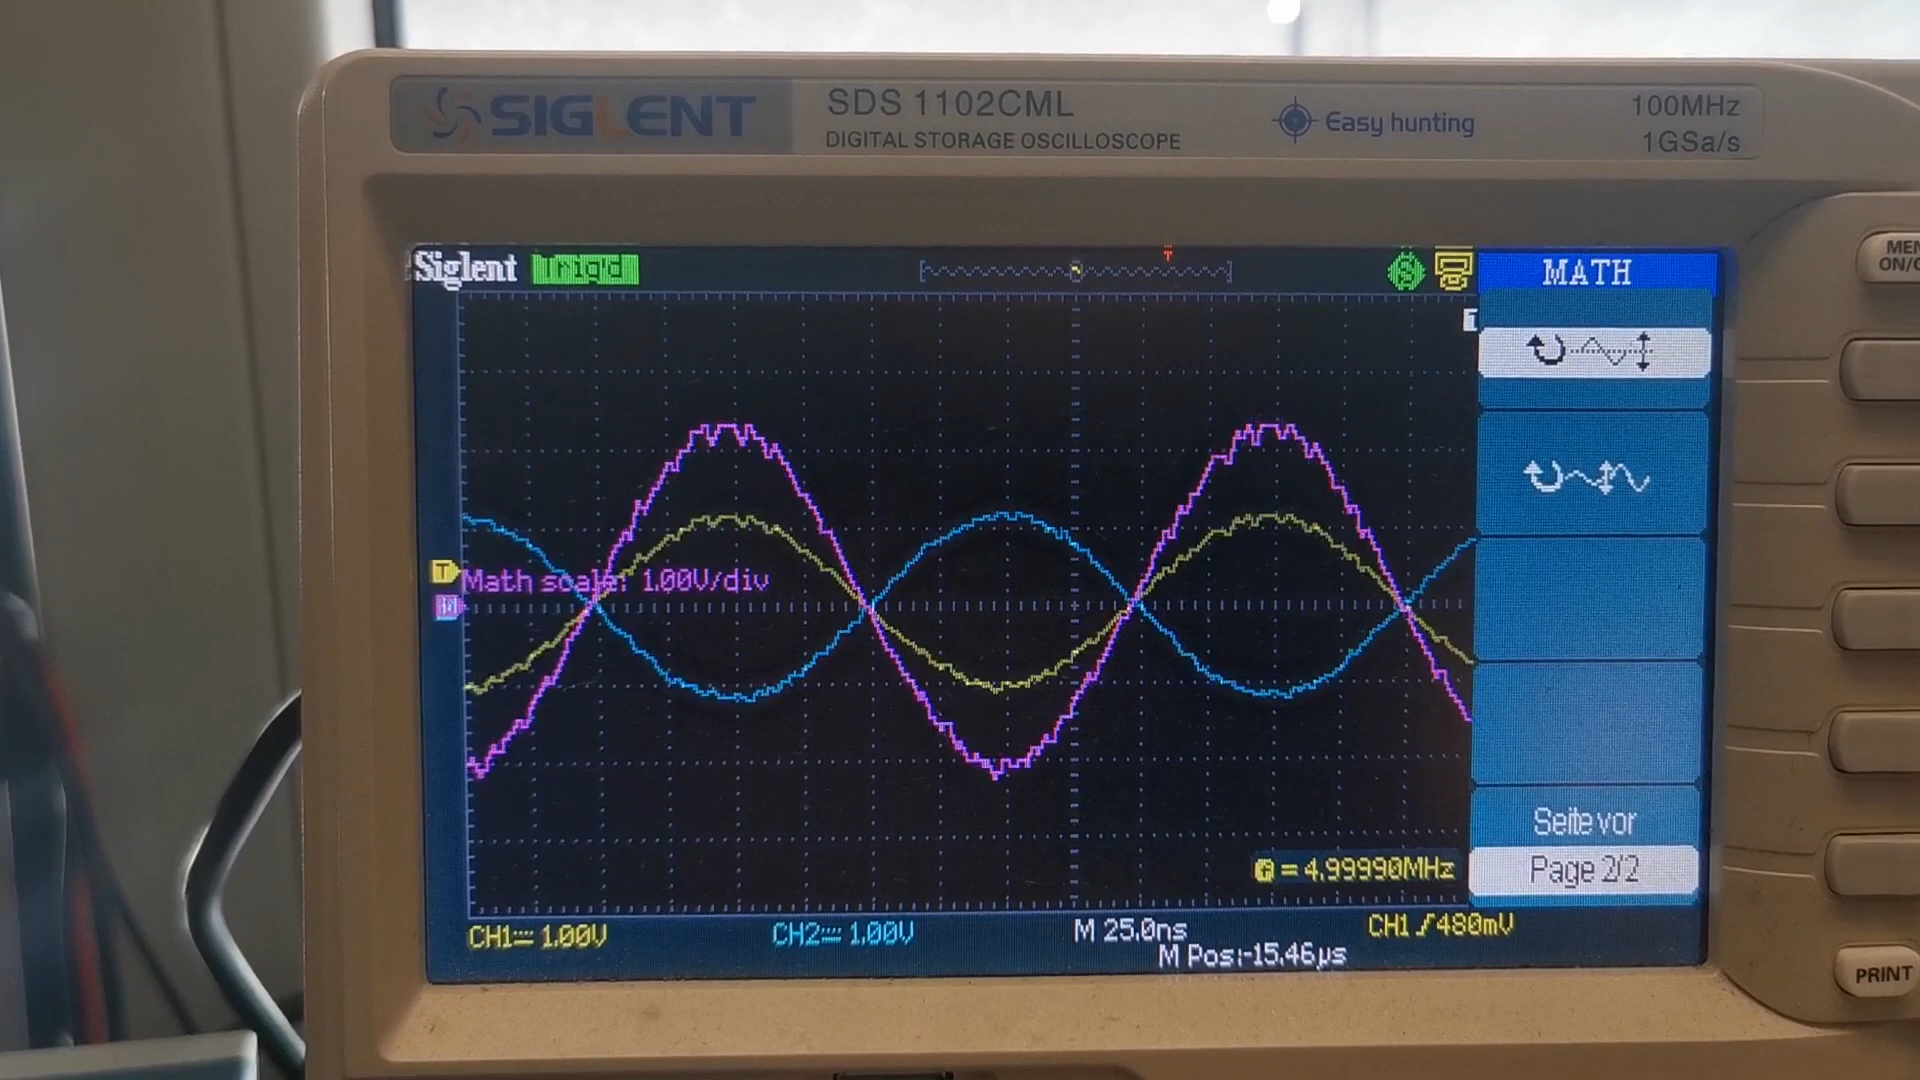 SIGLENT
SDS 1102CML
DIGITAL STORAGE OSCILLOSCOPE
Easy hunting
100MHz
1GSa/s
MEN
ON/O
Siglent
Trig'd
MATH
Math scale: 1.00V/div
T
M
Seite vor
Page 2/2
= 4.99990MHz
CH1 1.00V
CH2 1.00V
M 25.0ns
M Pos:-15.46µs
CH1 480mV
PRINT